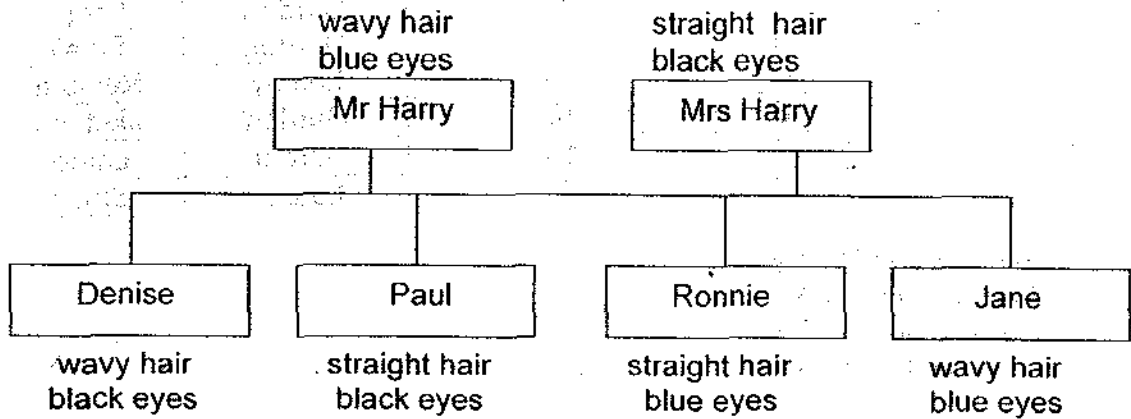 wavy hair
blue eyes
straight hair
black eyes
Mr Harry
Mrs Harry
Denise
Paul
Ronnie
Jane
wavy hair
black eyes
straight hair
black eyes
straight hair
blue eyes
wavy hair
blue eyes